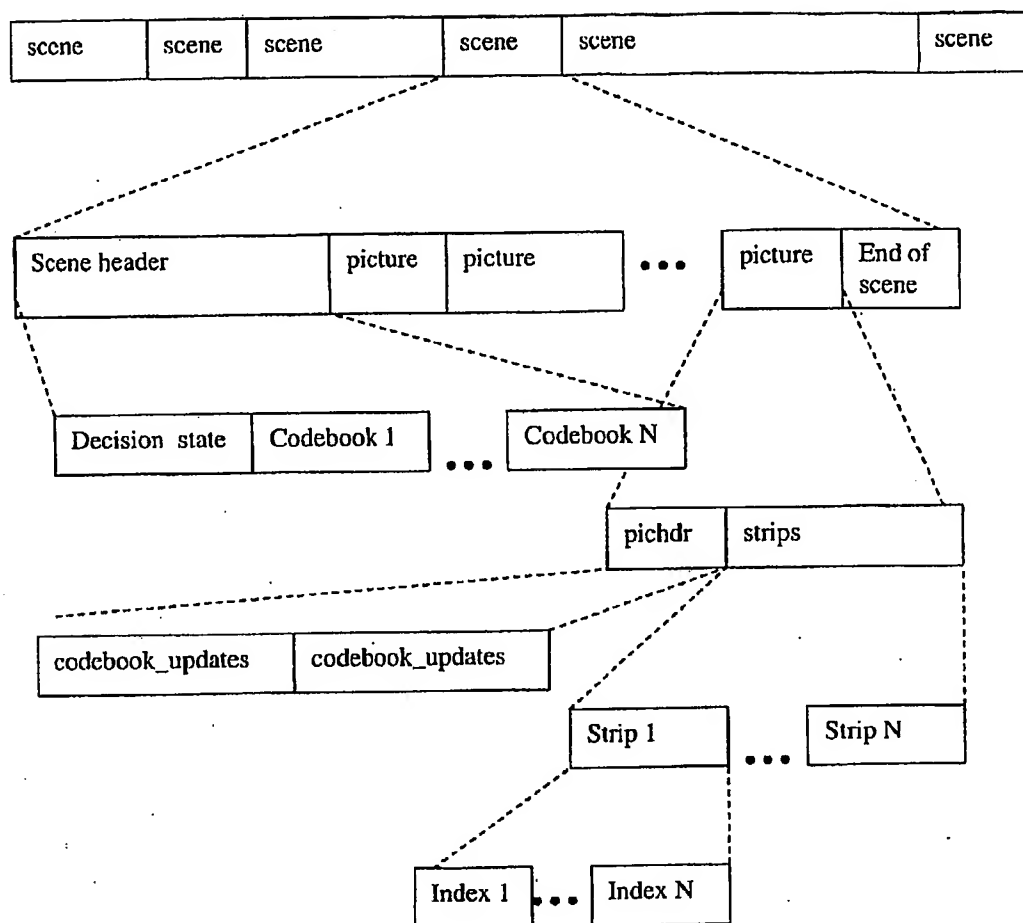 scene scene scene scene scene scene
Scene header picture picture ... picture End of
scene
Decision state Codebook 1 ... Codebook N
pichdr strips
codebook_updates codebook_updates
Strip 1 ... Strip N
Index 1 ... Index N